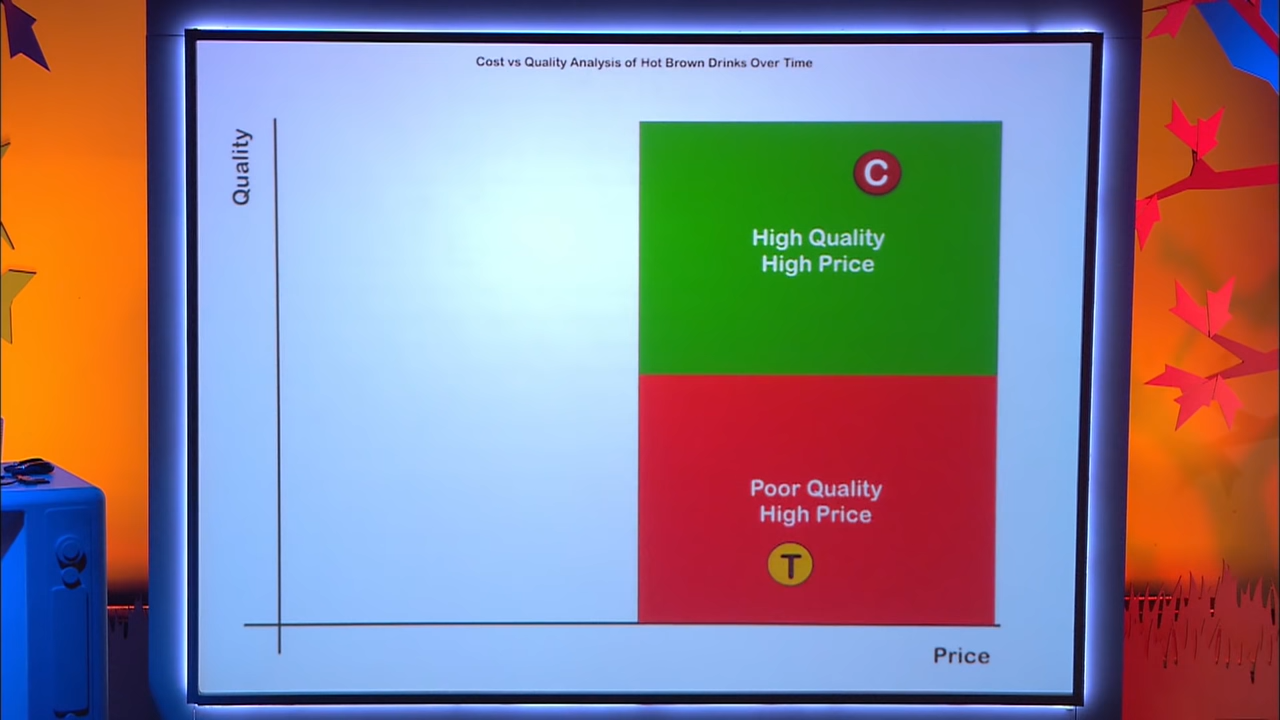 Cost vs Quality Analysis of Hot Brown Drinks Over Time
Quality
C
High Quality
High Price
Poor Quality
High Price
T
Price